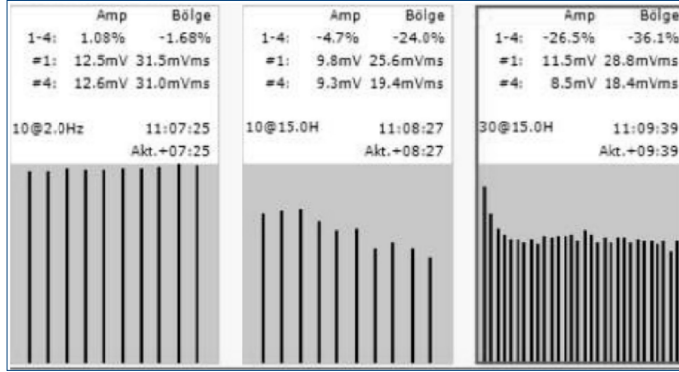 Amp Bölge
1-4: 1.08% -1.68%
#1: 12.5mV 31.5mVms
#4: 12.6mV 31.0mVms
10@2.0Hz 11:07:25
Akt.+07:25
Amp Bölge
1-4: -4.7% -24.0%
#1: 9.8mV 25.6mVms
#4: 9.3mV 19.4mVms
10@15.0H 11:08:27
Akt.+08:27
Amp Bölge
1-4: -26.5% -36.1%
#1: 11.5mV 28.8mVms
#4: 8.5mV 18.4mVms
30@15.0H 11:09:39
Akt.+09:39